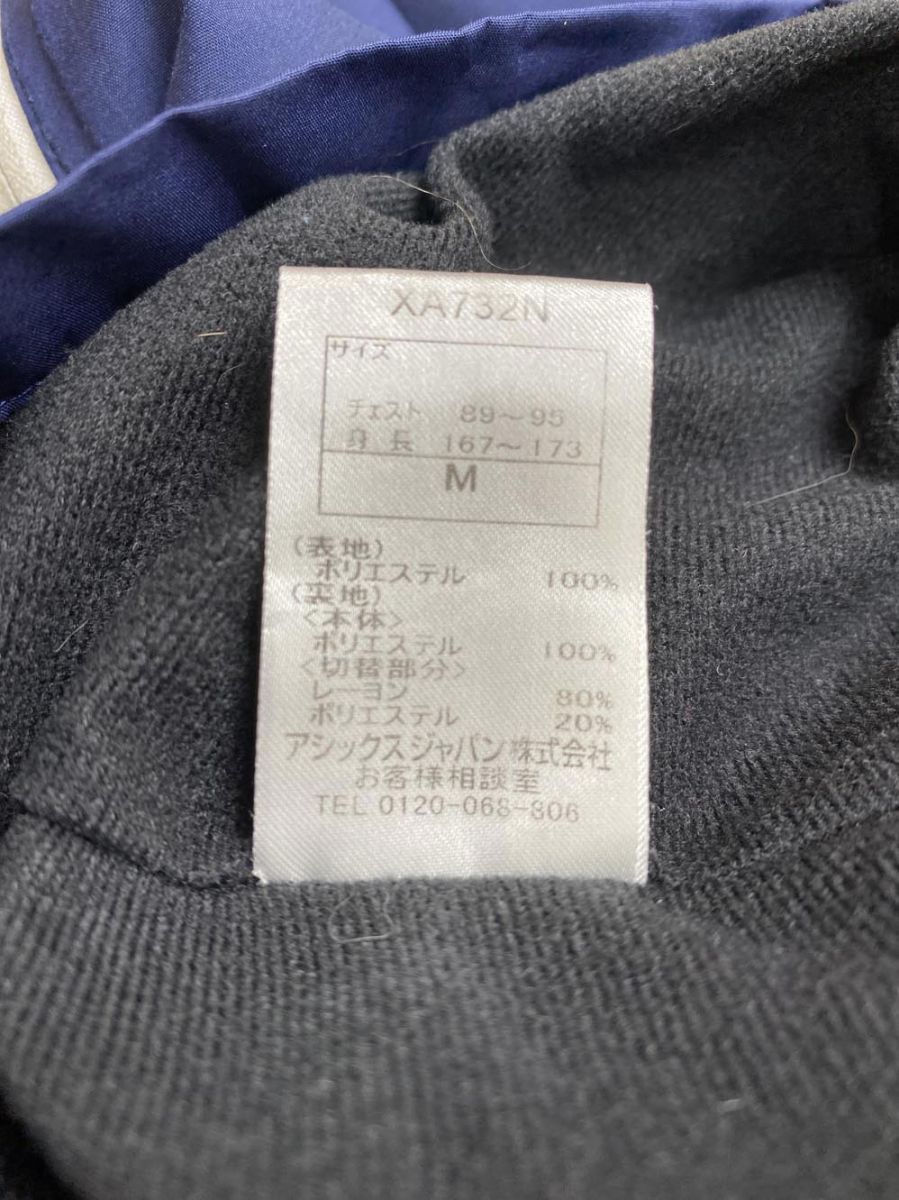 XA732N
サイズ
チェスト 89～95
身長 167～173
M
（表地）
ポリエステル 100%
（裏地）
＜本体＞
ポリエステル 100%
＜切替部分＞
レーヨン 80%
ポリエステル 20%
アシックスジャパン株式会社
お客様相談室
TEL 0120-068-806